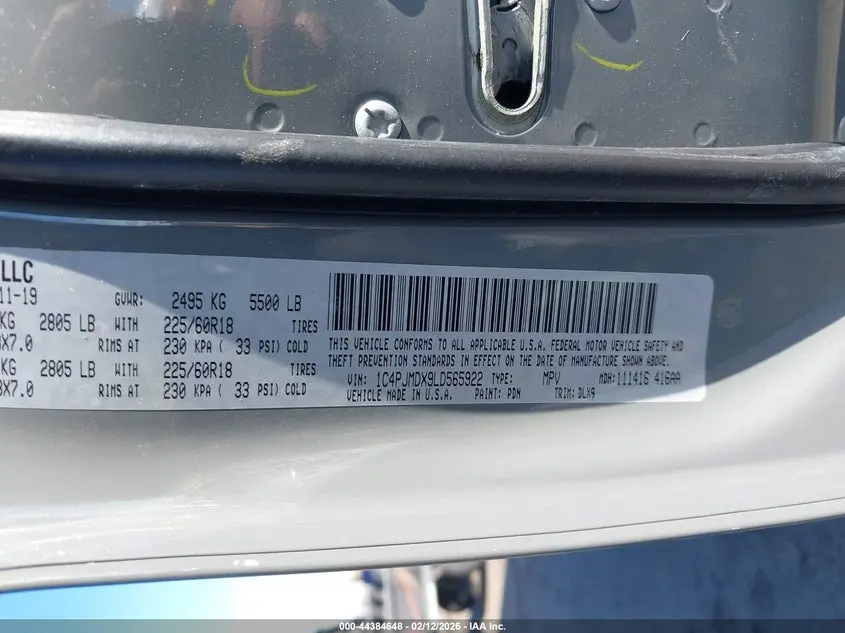 LLC
11-19 GVWR: 2495 KG 5500 LB
KG 2805 LB WITH 225/60R18 TIRES
X7.0 RIMS AT 230 KPA ( 33 PSI) COLD
KG 2805 LB WITH 225/60R18 TIRES
X7.0 RIMS AT 230 KPA ( 33 PSI) COLD
THIS VEHICLE CONFORMS TO ALL APPLICABLE U.S.A. FEDERAL MOTOR VEHICLE SAFETY AND
THEFT PREVENTION STANDARDS IN EFFECT ON THE DATE OF MANUFACTURE SHOWN ABOVE.
VIN: 1C4PJMDX9LD565922 TYPE: MPV MDH: 111416 416AA
VEHICLE MADE IN U.S.A. PAINT: PDN TRIM: DLX9
000-44384648 - 02/12/2026 - IAA Inc.